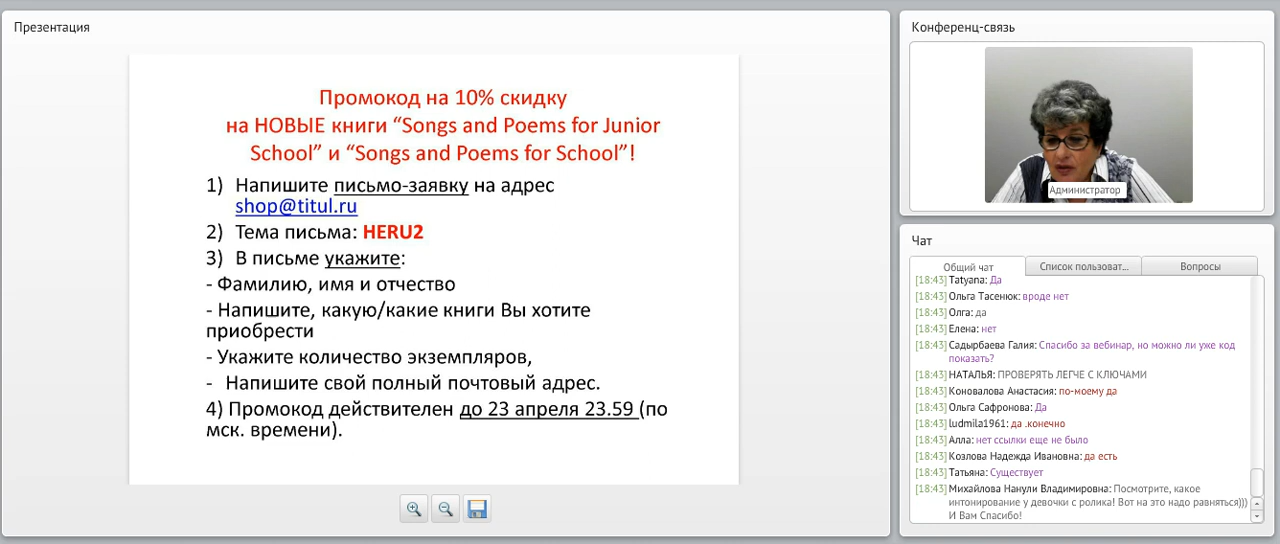 Презентация
Промокод на 10% скидку
на НОВЫЕ книги “Songs and Poems for Junior
School” и “Songs and Poems for School”!
1) Напишите письмо-заявку на адрес
shop@titul.ru
2) Тема письма: HERU2
3) В письме укажите:
- Фамилию, имя и отчество
- Напишите, какую/какие книги Вы хотите
приобрести
- Укажите количество экземпляров,
- Напишите свой полный почтовый адрес.
4) Промокод действителен до 23 апреля 23.59 (по
мск. времени).
Конференц-связь
Администратор
Чат
Общий чат
Список пользоват...
Вопросы
[18:43] Tatyana: Да
[18:43] Ольга Тасенюк: вроде нет
[18:43] Олга: да
[18:43] Елена: нет
[18:43] Садырбаева Галия: Спасибо за вебинар, но можно ли уже код
показать?
[18:43] НАТАЛЬЯ: ПРОВЕРЯТЬ ЛЕГЧЕ С КЛЮЧАМИ
[18:43] Коновалова Анастасия: по-моему да
[18:43] Ольга Сафронова: Да
[18:43] ludmila1961: да .конечно
[18:43] Алла: нет ссылки еще не было
[18:43] Козлова Надежда Ивановна: да есть
[18:43] Татьяна: Существует
[18:43] Михайлова Нанули Владимировна: Посмотрите, какое
интонирование у девочки с ролика! Вот на это надо равняться)))
И Вам Спасибо!